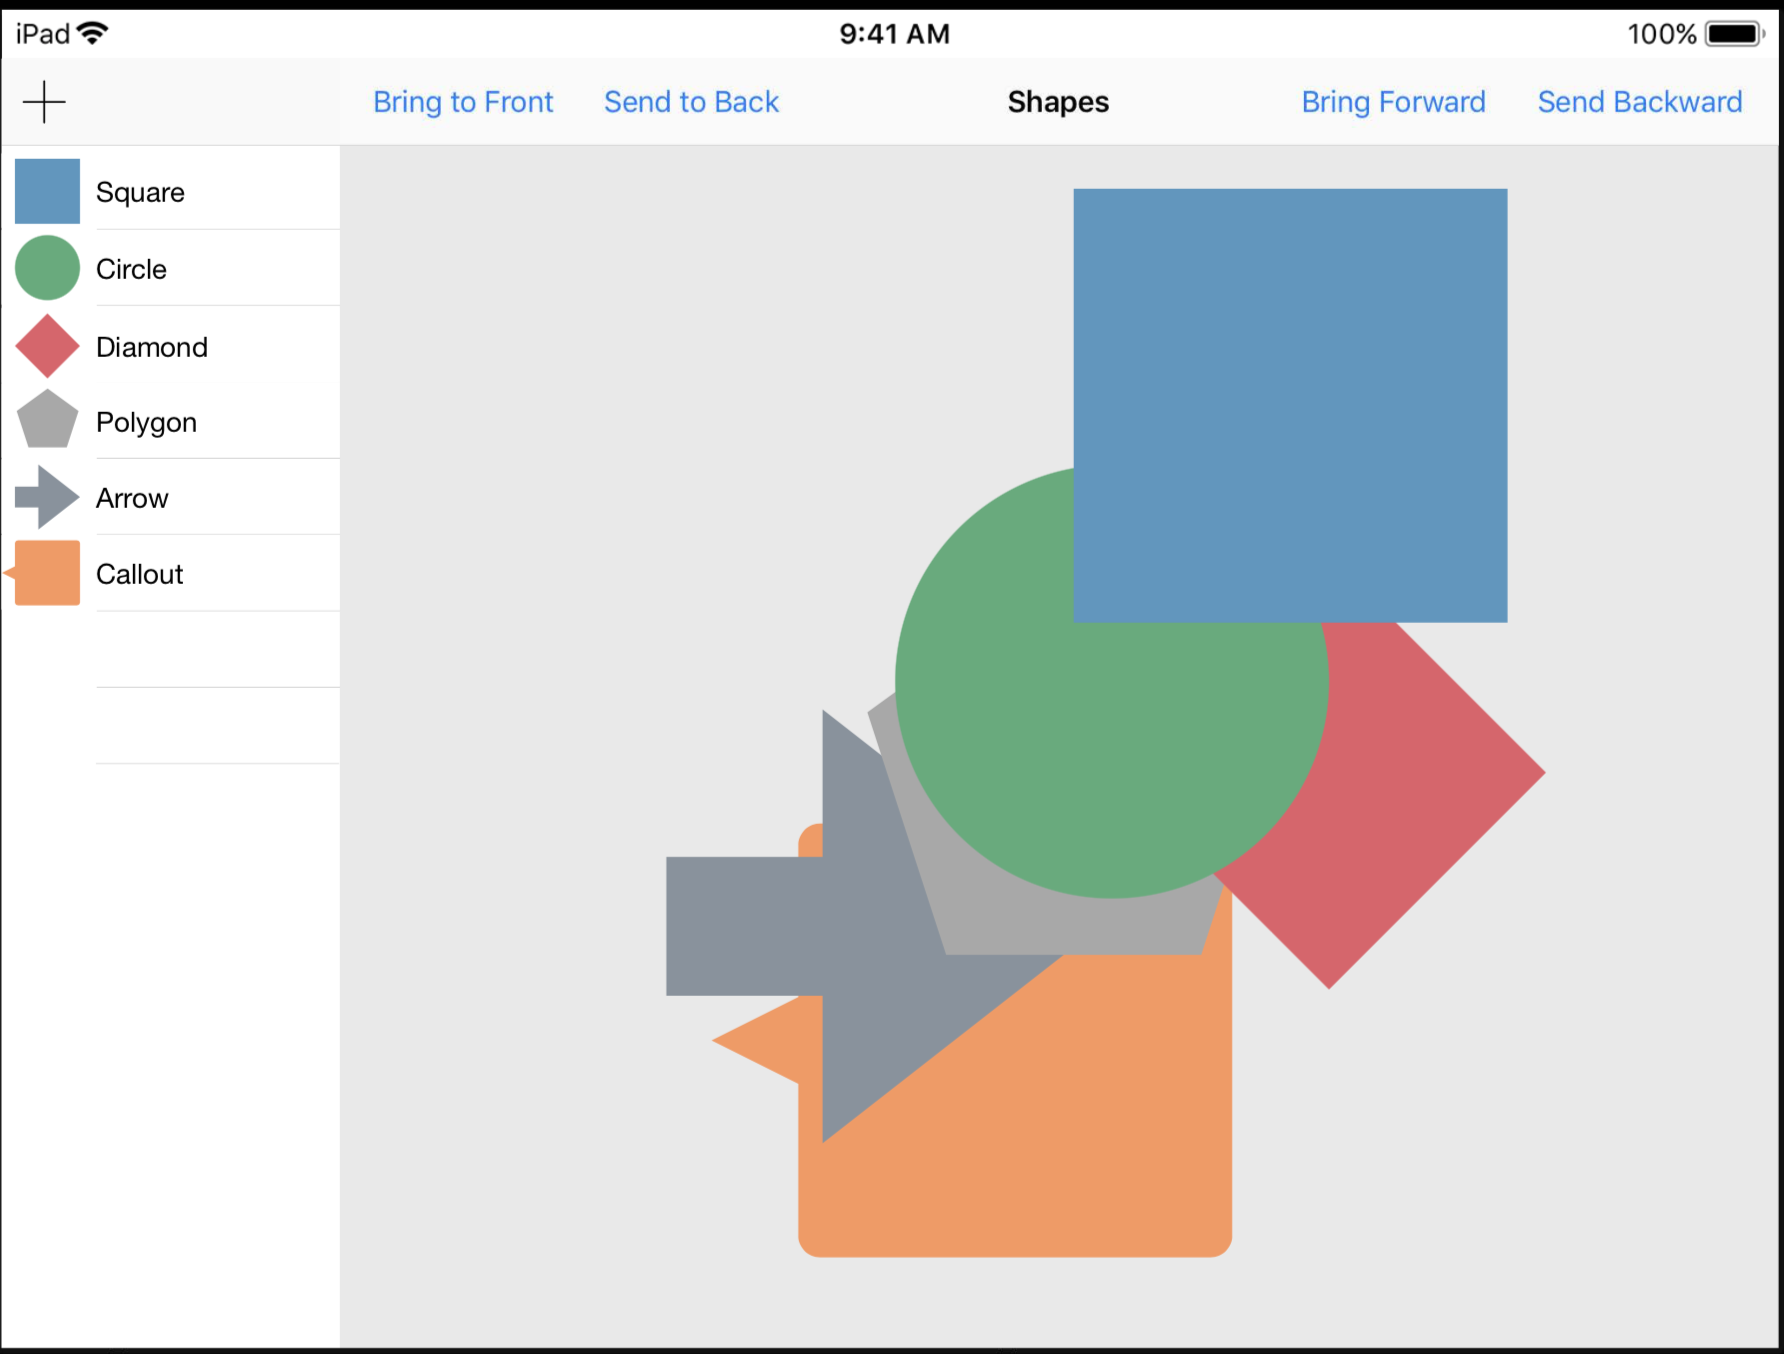 iPad 9:41 AM 100%
Bring to Front Send to Back Shapes Bring Forward Send Backward
Square
Circle
Diamond
Polygon
Arrow
Callout